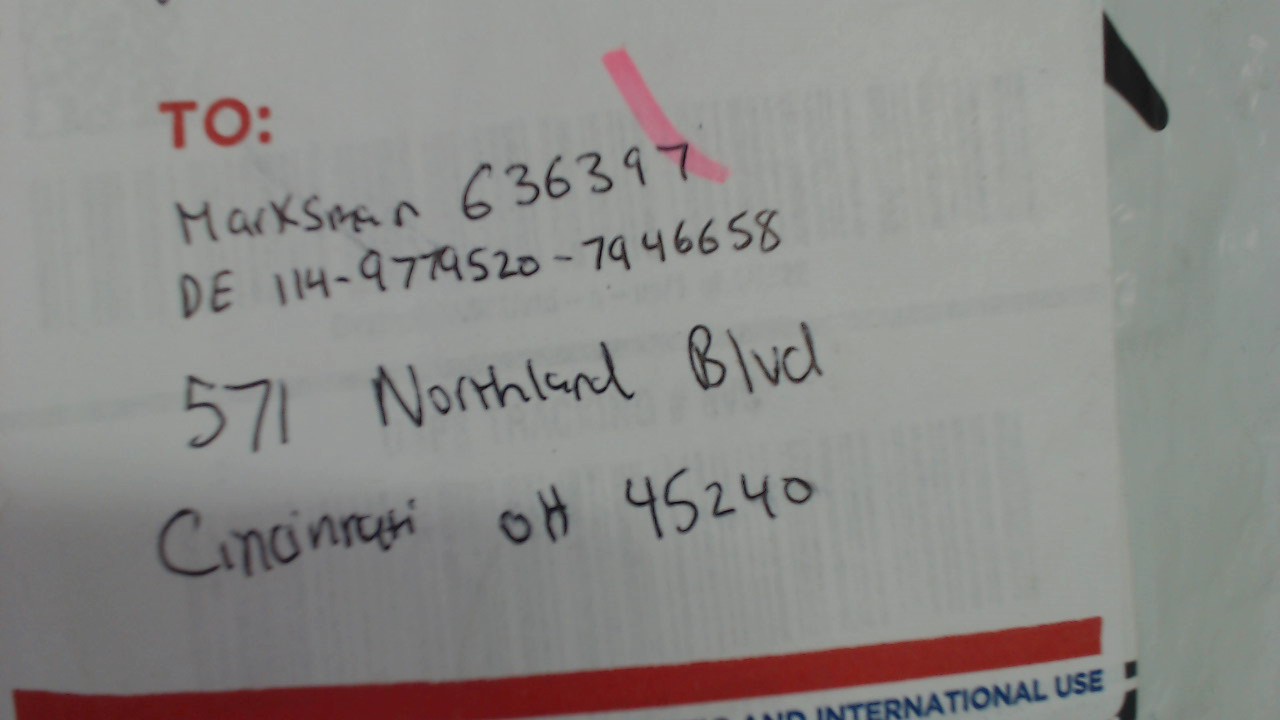 TO:
Marksman 636397
DE 114-9779520-7946658
571 Northland Blvd
Cincinnati OH 45240
AND INTERNATIONAL USE